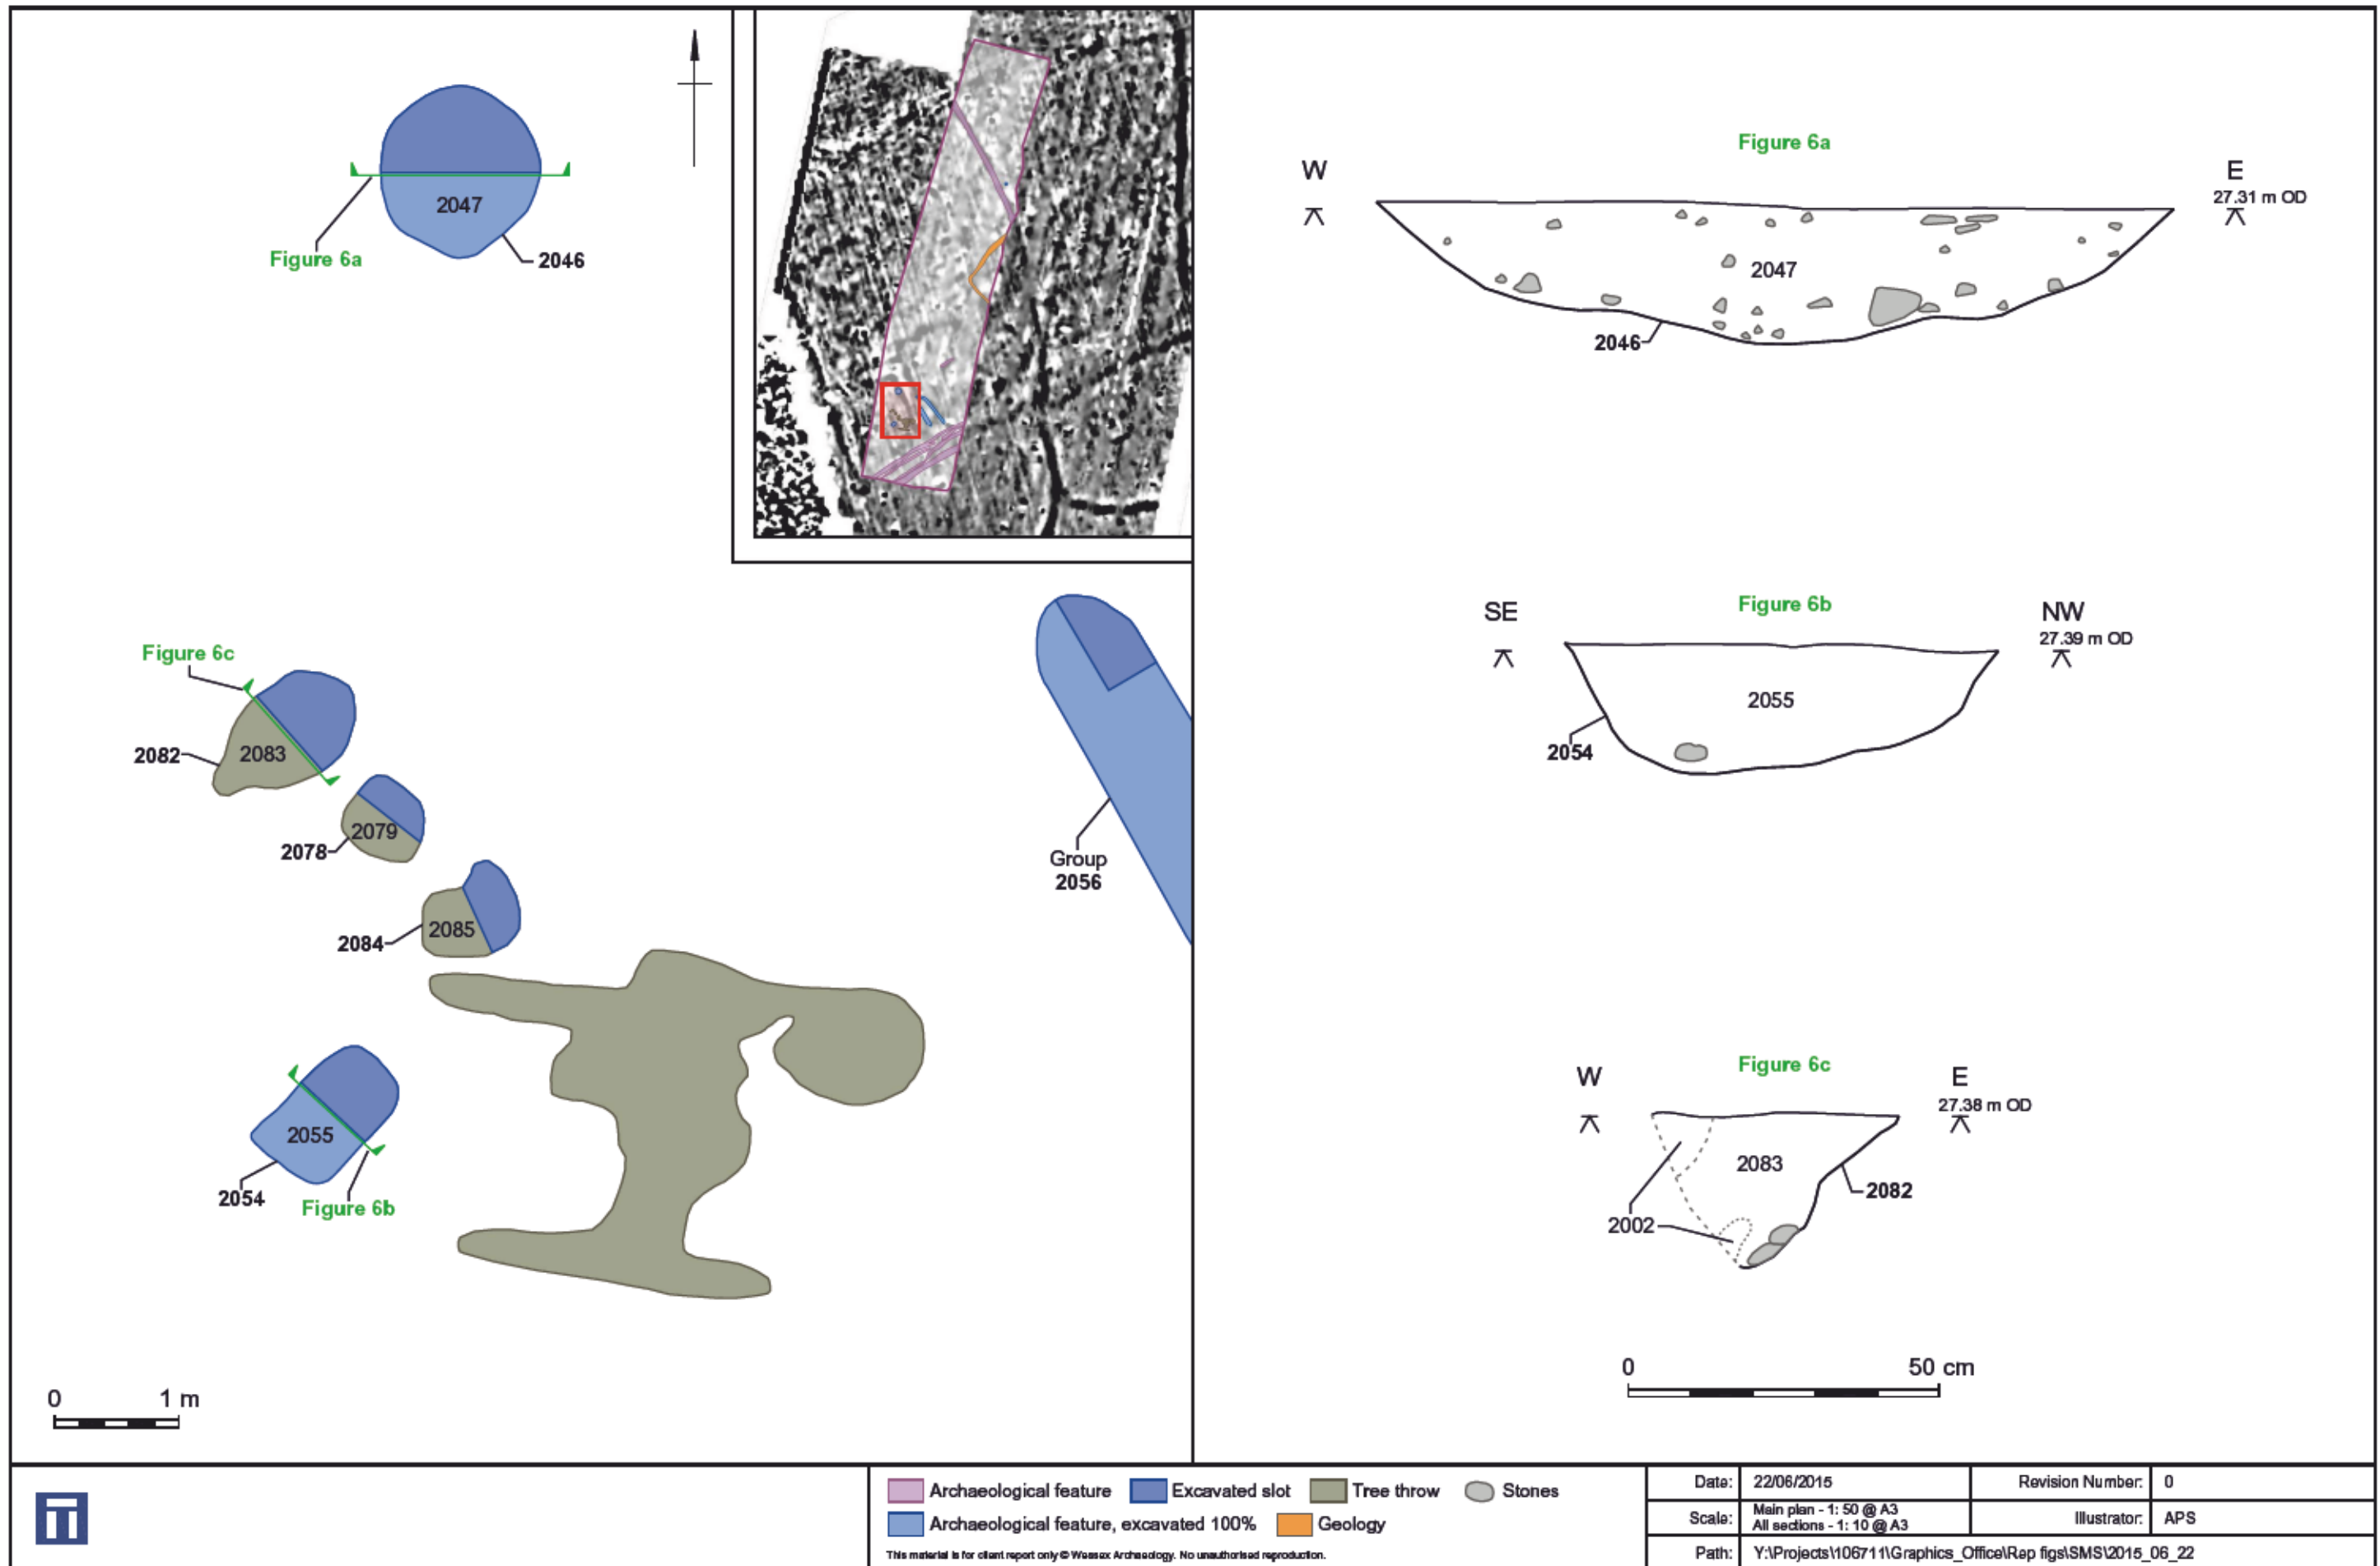 2047
Figure 6a
2046
Figure 6c
2082
2083
2079
2078
2085
2084
Group
2056
2055
2054
Figure 6b
0 1 m
Figure 6a
W E
27.31 m OD
2047
2046
Figure 6b
SE NW
27.39 m OD
2055
2054
Figure 6c
W E
27.38 m OD
2083
2082
2002
0 50 cm
Archaeological feature Excavated slot Tree throw Stones
Archaeological feature, excavated 100% Geology
This material is for client report only © Wessex Archaeology. No unauthorised reproduction.
Date: 22/06/2015 Revision Number: 0
Scale: Main plan - 1: 50 @ A3
All sections - 1: 10 @ A3
Illustrator: APS
Path: Y:\Projects\106711\Graphics_Office\Rep figs\SMS\2015_06_22